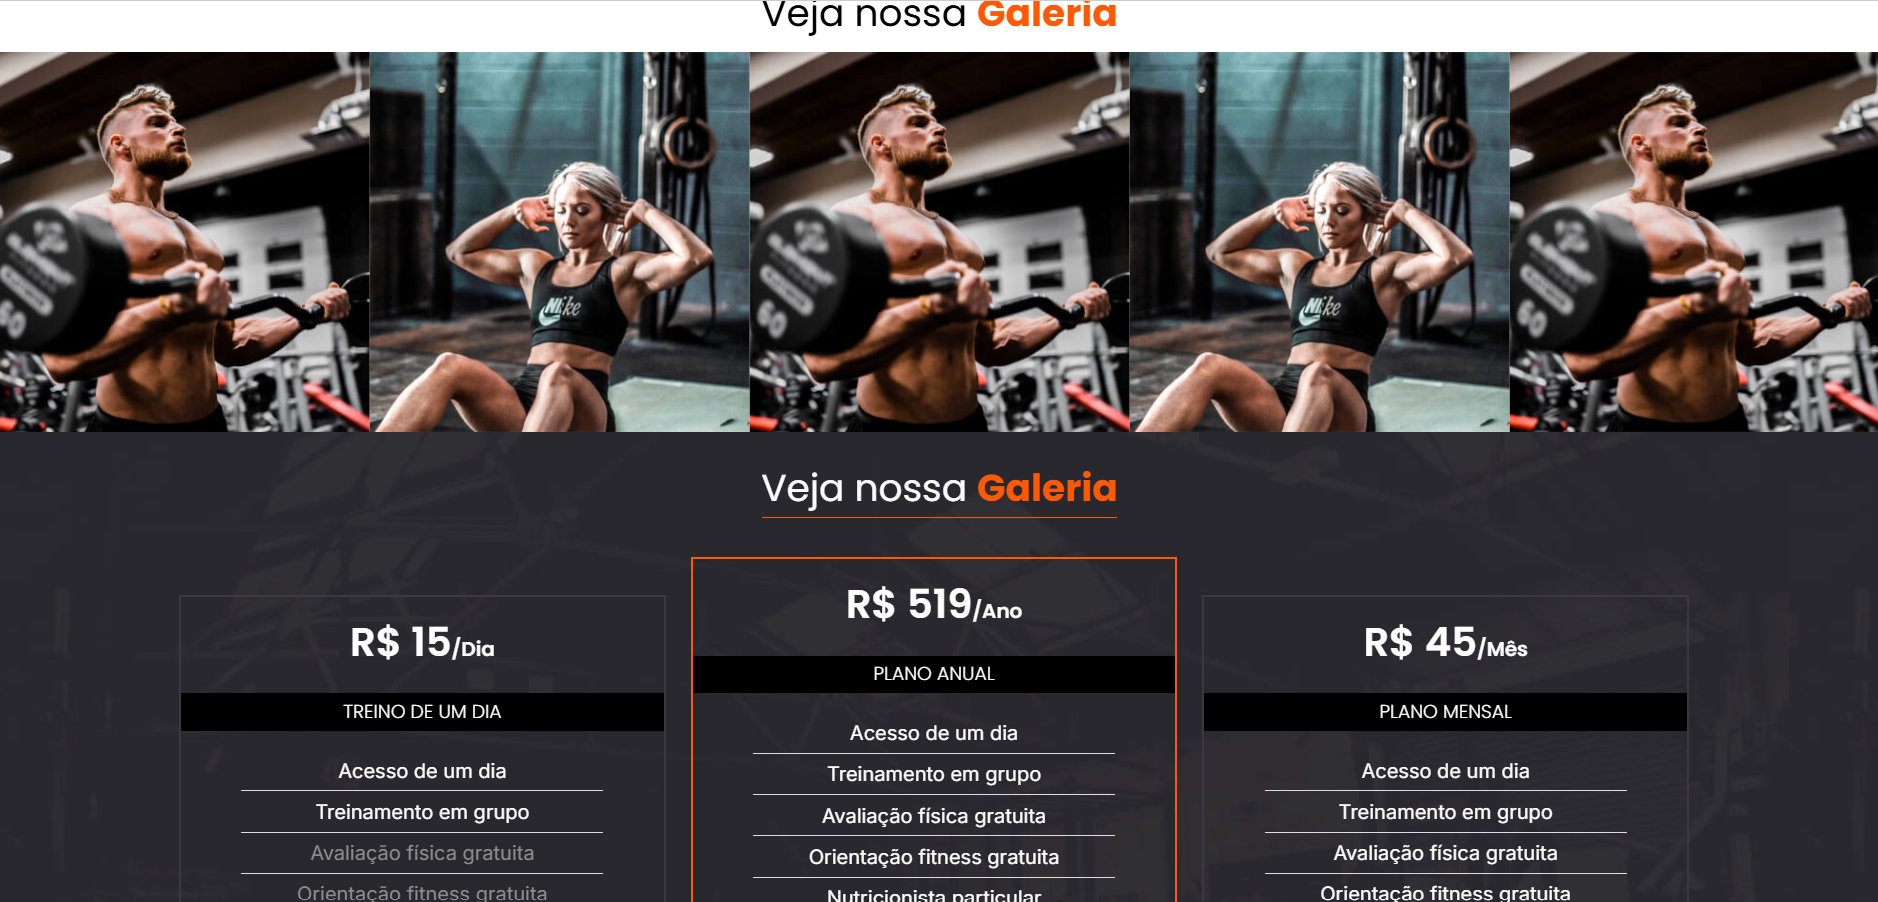 Veja nossa Galeria
60
Nike
60
Nike
60
Veja nossa Galeria
R$ 15/Dia
TREINO DE UM DIA
Acesso de um dia
Treinamento em grupo
Avaliação física gratuita
Orientação fitness gratuita
R$ 519/Ano
PLANO ANUAL
Acesso de um dia
Treinamento em grupo
Avaliação física gratuita
Orientação fitness gratuita
Nutricionista particular
R$ 45/Mês
PLANO MENSAL
Acesso de um dia
Treinamento em grupo
Avaliação física gratuita
Orientação fitness gratuita